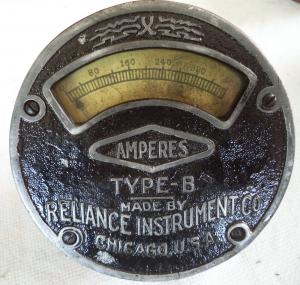 80 160 240
AMPERES
TYPE-B
MADE BY
RELIANCE INSTRUMENT.CO
CHICAGO.U.S.A